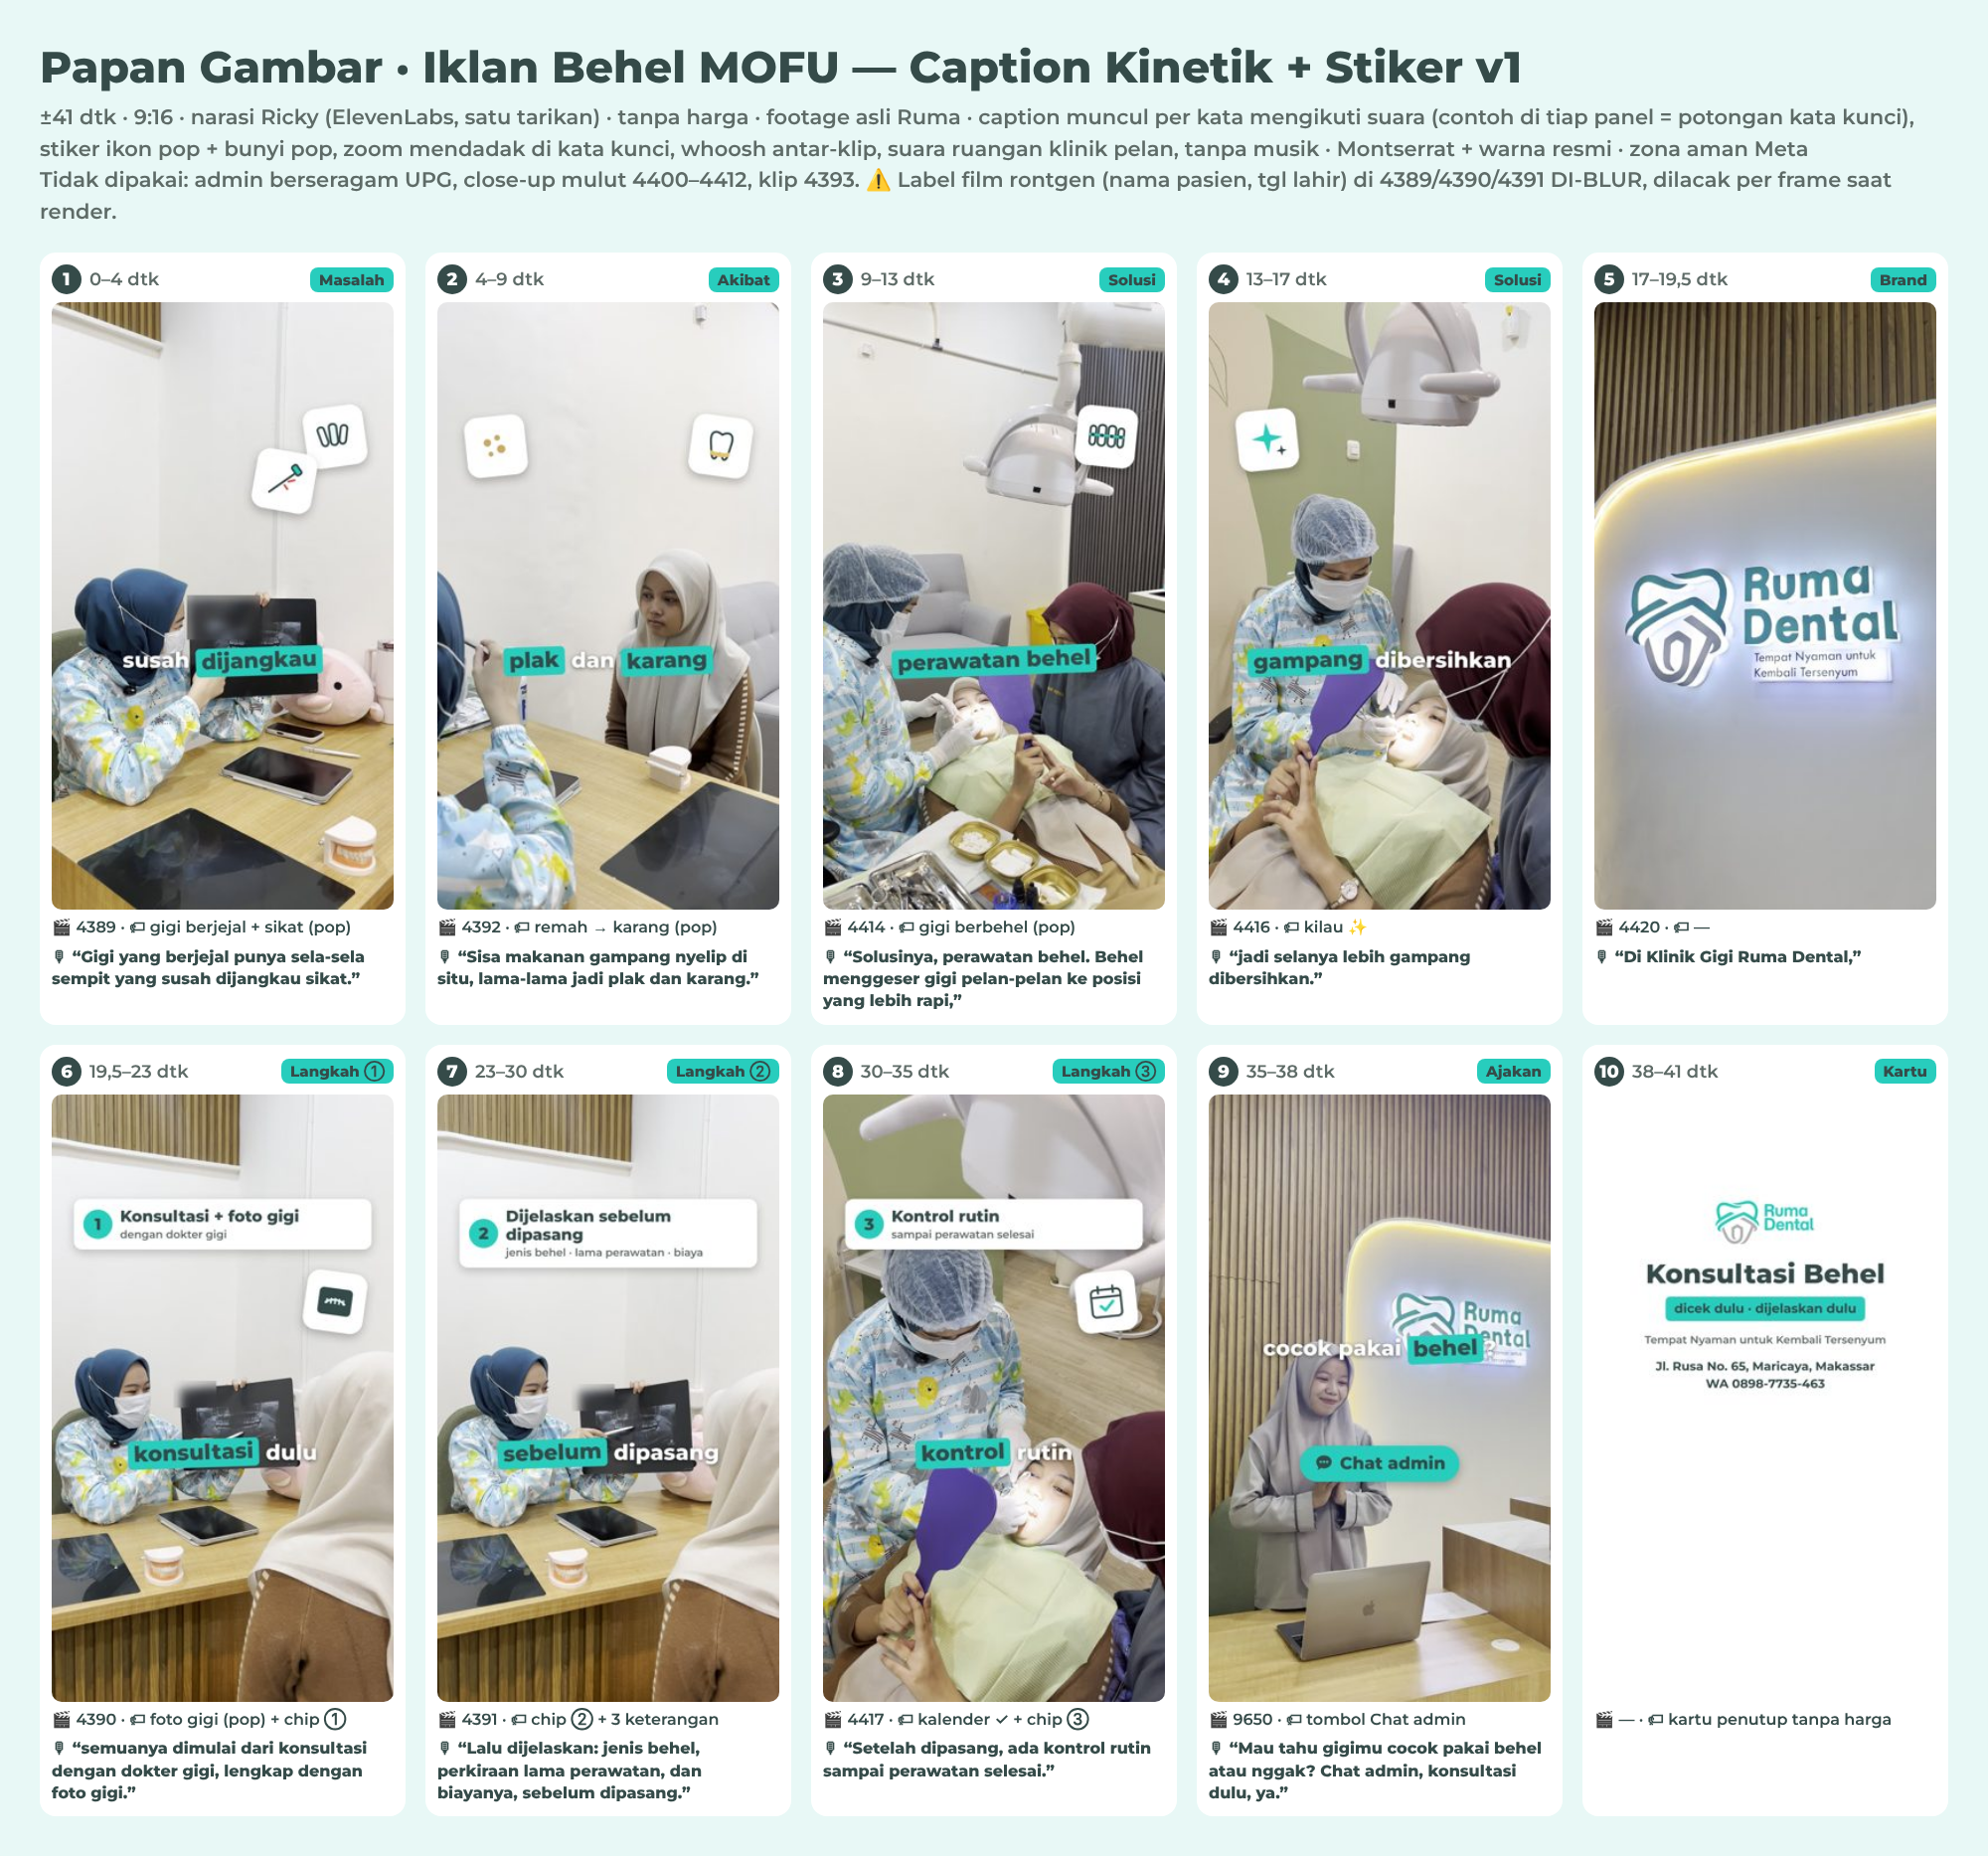 Papan Gambar · Iklan Behel MOFU — Caption Kinetik + Stiker v1
±41 dtk · 9:16 · narasi Ricky (ElevenLabs, satu tarikan) · tanpa harga · footage asli Ruma · caption muncul per kata mengikuti suara (contoh di tiap panel = potongan kata kunci),
stiker ikon pop + bunyi pop, zoom mendadak di kata kunci, whoosh antar-klip, suara ruangan klinik pelan, tanpa musik · Montserrat + warna resmi · zona aman Meta
Tidak dipakai: admin berseragam UPG, close-up mulut 4400–4412, klip 4393. ⚠️ Label film rontgen (nama pasien, tgl lahir) di 4389/4390/4391 DI-BLUR, dilacak per frame saat
render.
1 0–4 dtk Masalah
susah dijangkau
🎬 4389 · 🏷 gigi berjejal + sikat (pop)
🎙 “Gigi yang berjejal punya sela-sela
sempit yang susah dijangkau sikat.”
2 4–9 dtk Akibat
plak dan karang
🎬 4392 · 🏷 remah → karang (pop)
🎙 “Sisa makanan gampang nyelip di
situ, lama-lama jadi plak dan karang.”
3 9–13 dtk Solusi
perawatan behel
🎬 4414 · 🏷 gigi berbehel (pop)
🎙 “Solusinya, perawatan behel. Behel
menggeser gigi pelan-pelan ke posisi
yang lebih rapi,”
4 13–17 dtk Solusi
gampang dibersihkan
🎬 4416 · 🏷 kilau ✨
🎙 “jadi selanya lebih gampang
dibersihkan.”
5 17–19,5 dtk Brand
Ruma
Dental
Tempat Nyaman untuk
Kembali Tersenyum
🎬 4420 · 🏷 —
🎙 “Di Klinik Gigi Ruma Dental,”
6 19,5–23 dtk Langkah ①
1 Konsultasi + foto gigi
dengan dokter gigi
konsultasi dulu
🎬 4390 · 🏷 foto gigi (pop) + chip ①
🎙 “semuanya dimulai dari konsultasi
dengan dokter gigi, lengkap dengan
foto gigi.”
7 23–30 dtk Langkah ②
2 Dijelaskan sebelum
dipasang
jenis behel · lama perawatan · biaya
sebelum dipasang
🎬 4391 · 🏷 chip ② + 3 keterangan
🎙 “Lalu dijelaskan: jenis behel,
perkiraan lama perawatan, dan
biayanya, sebelum dipasang.”
8 30–35 dtk Langkah ③
3 Kontrol rutin
sampai perawatan selesai
kontrol rutin
🎬 4417 · 🏷 kalender ✓ + chip ③
🎙 “Setelah dipasang, ada kontrol rutin
sampai perawatan selesai.”
9 35–38 dtk Ajakan
Ruma
Dental
cocok pakai behel?
Chat admin
🎬 9650 · 🏷 tombol Chat admin
🎙 “Mau tahu gigimu cocok pakai behel
atau nggak? Chat admin, konsultasi
dulu, ya.”
10 38–41 dtk Kartu
Ruma
Dental
Konsultasi Behel
dicek dulu · dijelaskan dulu
Tempat Nyaman untuk Kembali Tersenyum
Jl. Rusa No. 65, Maricaya, Makassar
WA 0898-7735-463
🎬 — · 🏷 kartu penutup tanpa harga